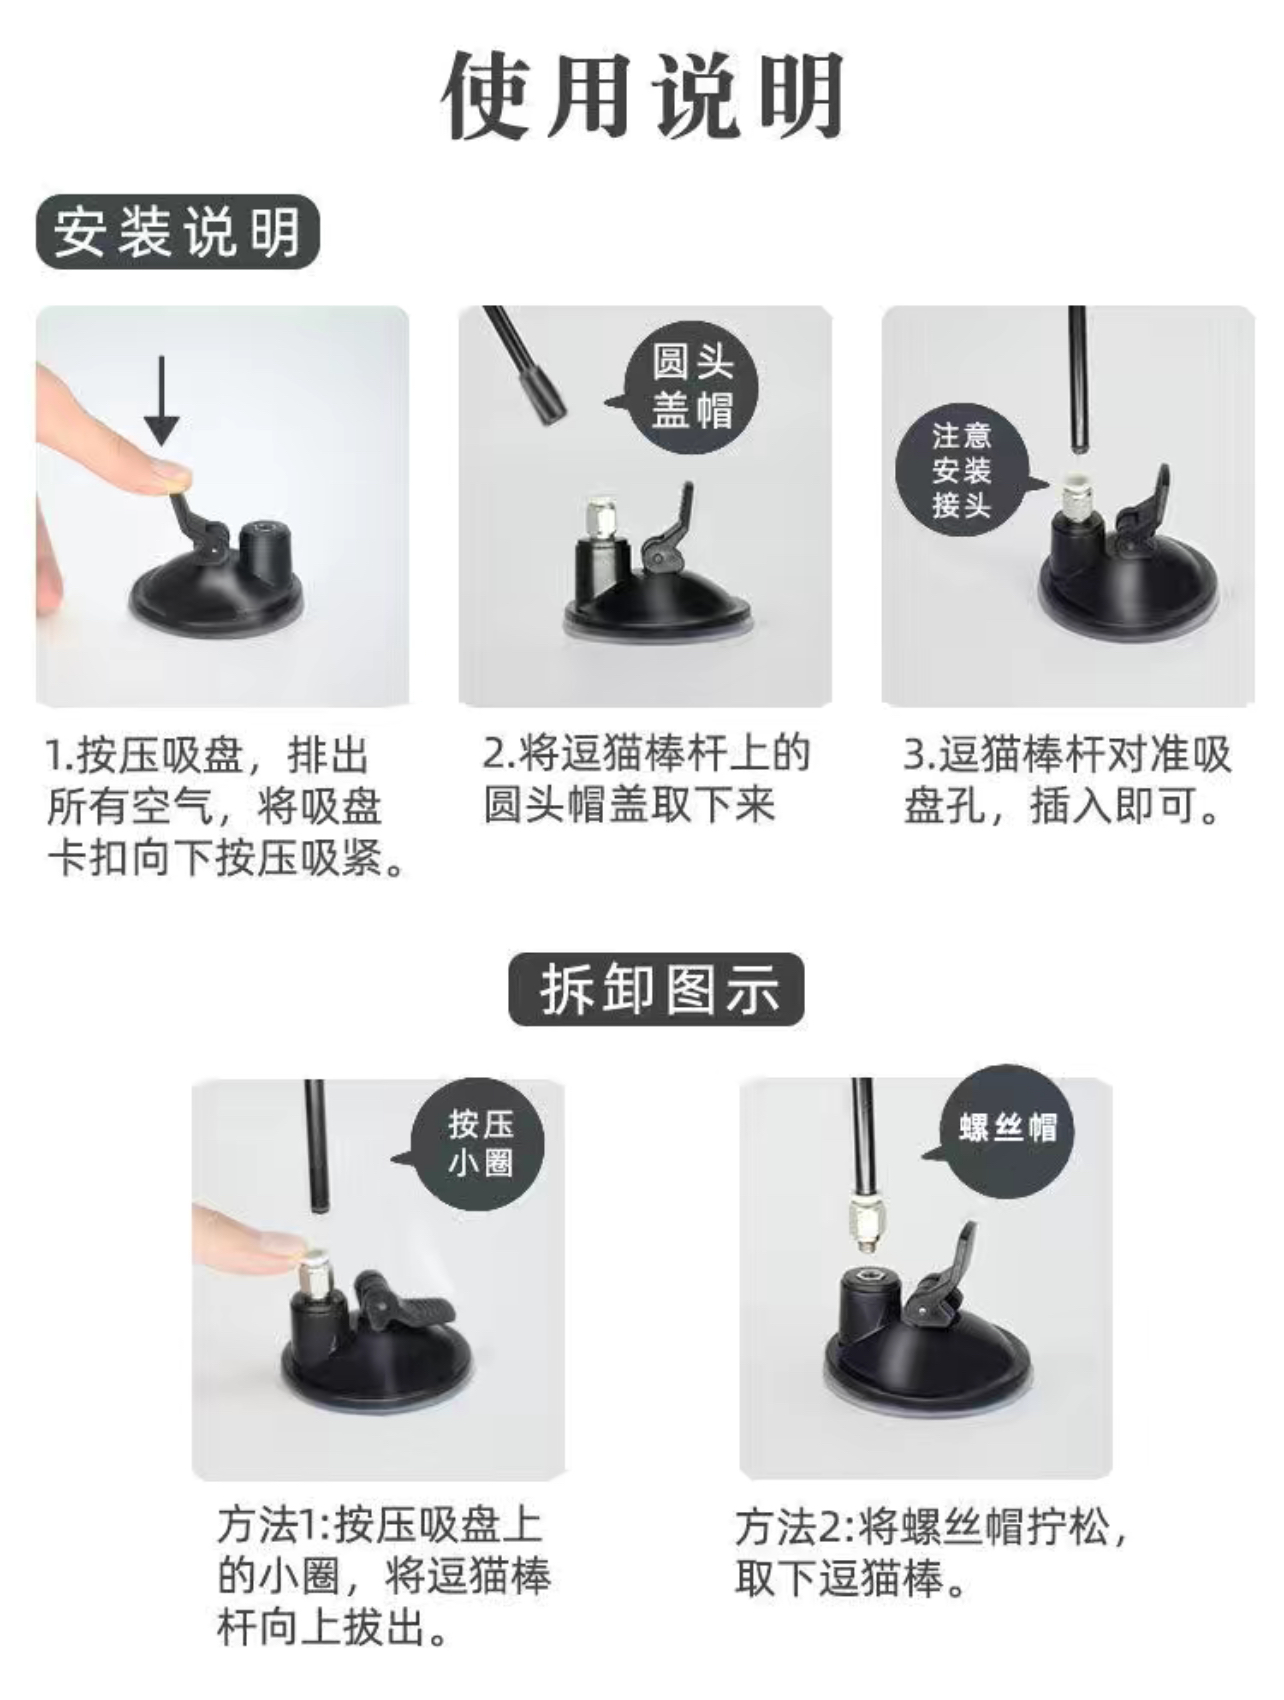 使用说明
安装说明
圆头
盖帽
注意
安装
接头
1.按压吸盘，排出
所有空气，将吸盘
卡扣向下按压吸紧。
2.将逗猫棒杆上的
圆头帽盖取下来
3.逗猫棒杆对准吸
盘孔，插入即可。
拆卸图示
按压
小圈
螺丝帽
方法1:按压吸盘上
的小圈，将逗猫棒
杆向上拔出。
方法2:将螺丝帽拧松，
取下逗猫棒。